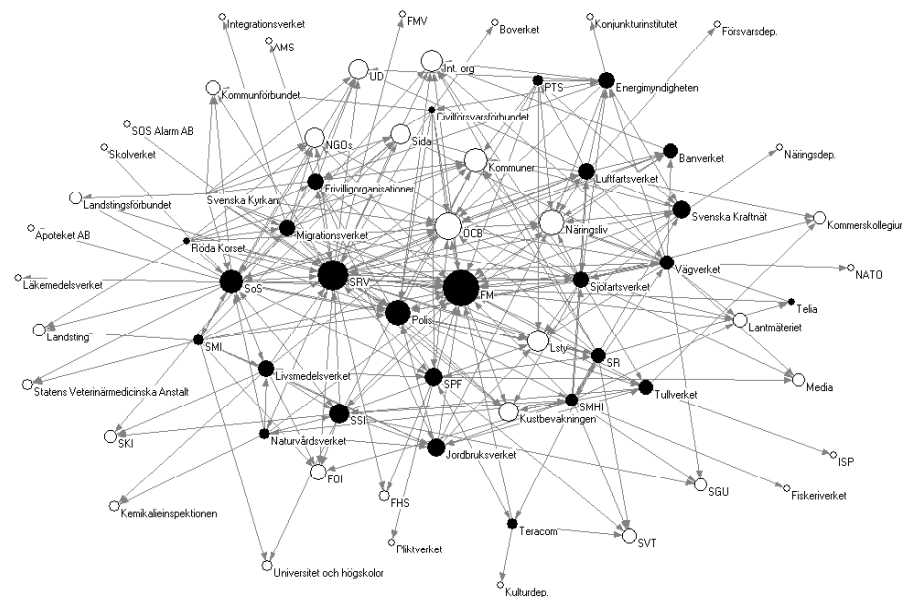 Integrationsverket
FMV
Boverket
Konjunkturinstitutet
Försvarsdep.
AMS
UD
Int. org
Kommunförbundet
PTS
Energimyndigheten
Civilförsvarsförbundet
SOS Alarm AB
Skolverket
NGOs
Sida
Kommuner
Banverket
Näringsdep.
Luftfartsverket
Frivilligorganisationer
Landstingsförbundet
Svenska Kyrkan
Svenska Kraftnät
Apoteket AB
Migrationsverket
OCB
Näringsliv
Kommerskollegium
Röda Korset
Läkemedelsverket
SoS
SRV
FM
Sjöfartsverket
Vägverket
NATO
Telia
Polis
Lantmäteriet
Landsting
SMI
Lsty
SR
Livsmedelsverket
SPF
Tullverket
Media
Statens Veterinärmedicinska Anstalt
SSI
Kustbevakningen
SMHI
SKI
Naturvårdsverket
Jordbruksverket
ISP
FOI
SGU
Fiskeriverket
Kemikalieinspektionen
FHS
Teracom
SVT
Pliktverket
Universitet och högskolor
Kulturdep.